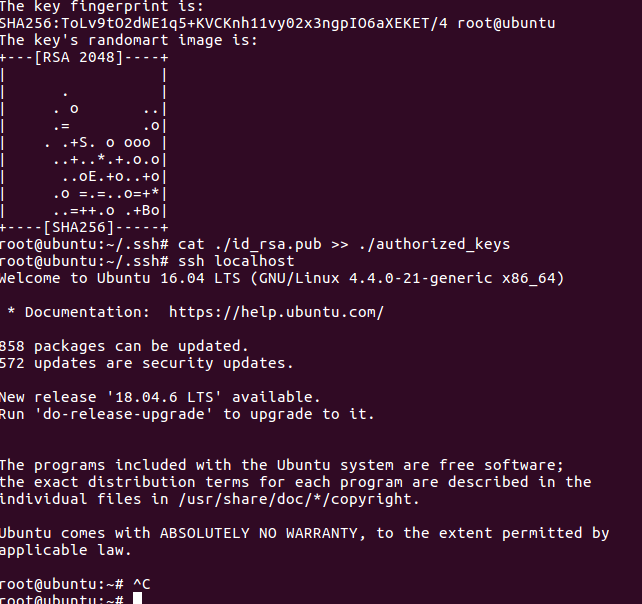 The key fingerprint is:
SHA256:ToLv9tO2dWE1q5+KVCKnh11vy02x3ngpIO6aXEKET/4 root@ubuntu
The key's randomart image is:
+---[RSA 2048]----+
|                 |
|      .          |
|     . o       ..|
|     .=        .o|
|    . .+S. o ooo |
|     ..+..*.+.o.o|
|      ..oE.+o..+o|
|     .o =.=..o=+*|
|     ..=++.o .+Bo|
+----[SHA256]-----+
root@ubuntu:~/.ssh# cat ./id_rsa.pub >> ./authorized_keys
root@ubuntu:~/.ssh# ssh localhost
Welcome to Ubuntu 16.04 LTS (GNU/Linux 4.4.0-21-generic x86_64)

 * Documentation:  https://help.ubuntu.com/

858 packages can be updated.
572 updates are security updates.

New release '18.04.6 LTS' available.
Run 'do-release-upgrade' to upgrade to it.


The programs included with the Ubuntu system are free software;
the exact distribution terms for each program are described in the
individual files in /usr/share/doc/*/copyright.

Ubuntu comes with ABSOLUTELY NO WARRANTY, to the extent permitted by
applicable law.

root@ubuntu:~# ^C
root@ubuntu:~#